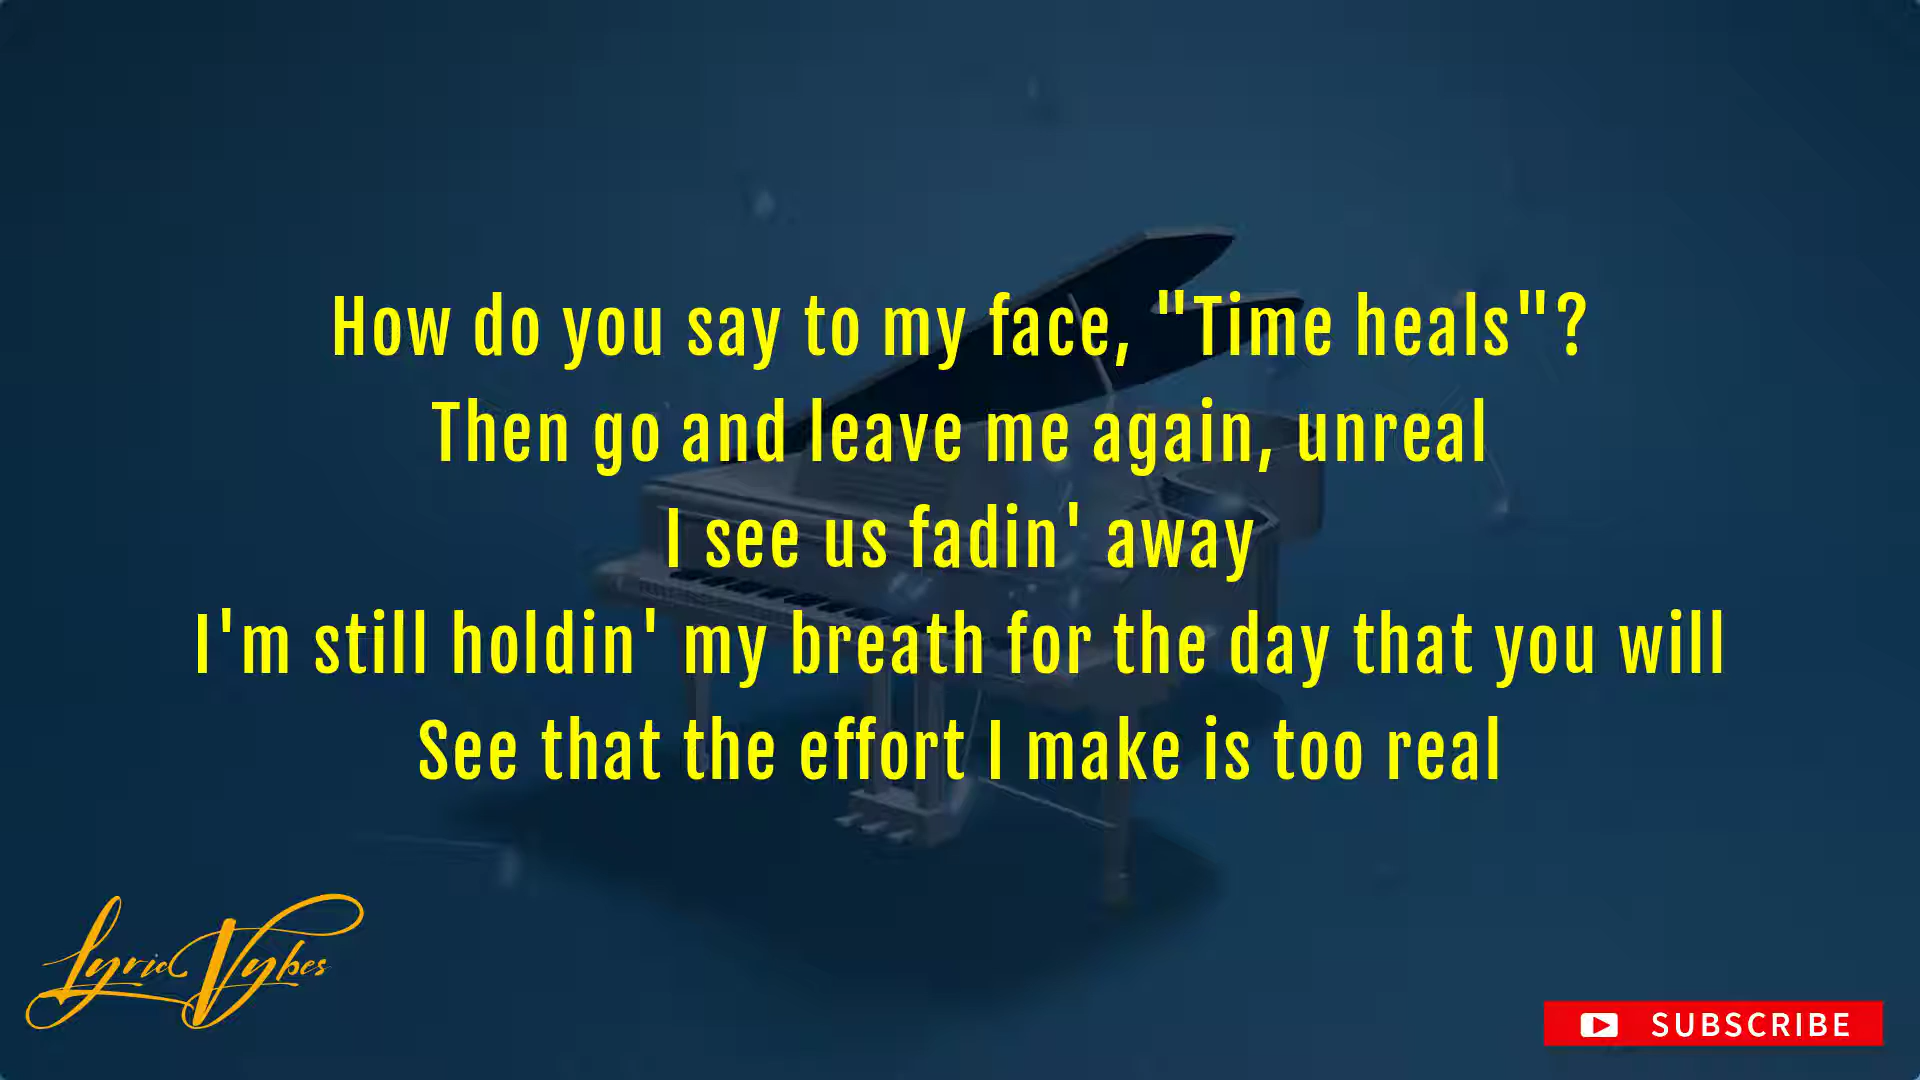 How do you say to my face, "Time heals"?
Then go and leave me again, unreal
I see us fadin' away
I'm still holdin' my breath for the day that you will
See that the effort I make is too real
Lyric Vybes
SUBSCRIBE